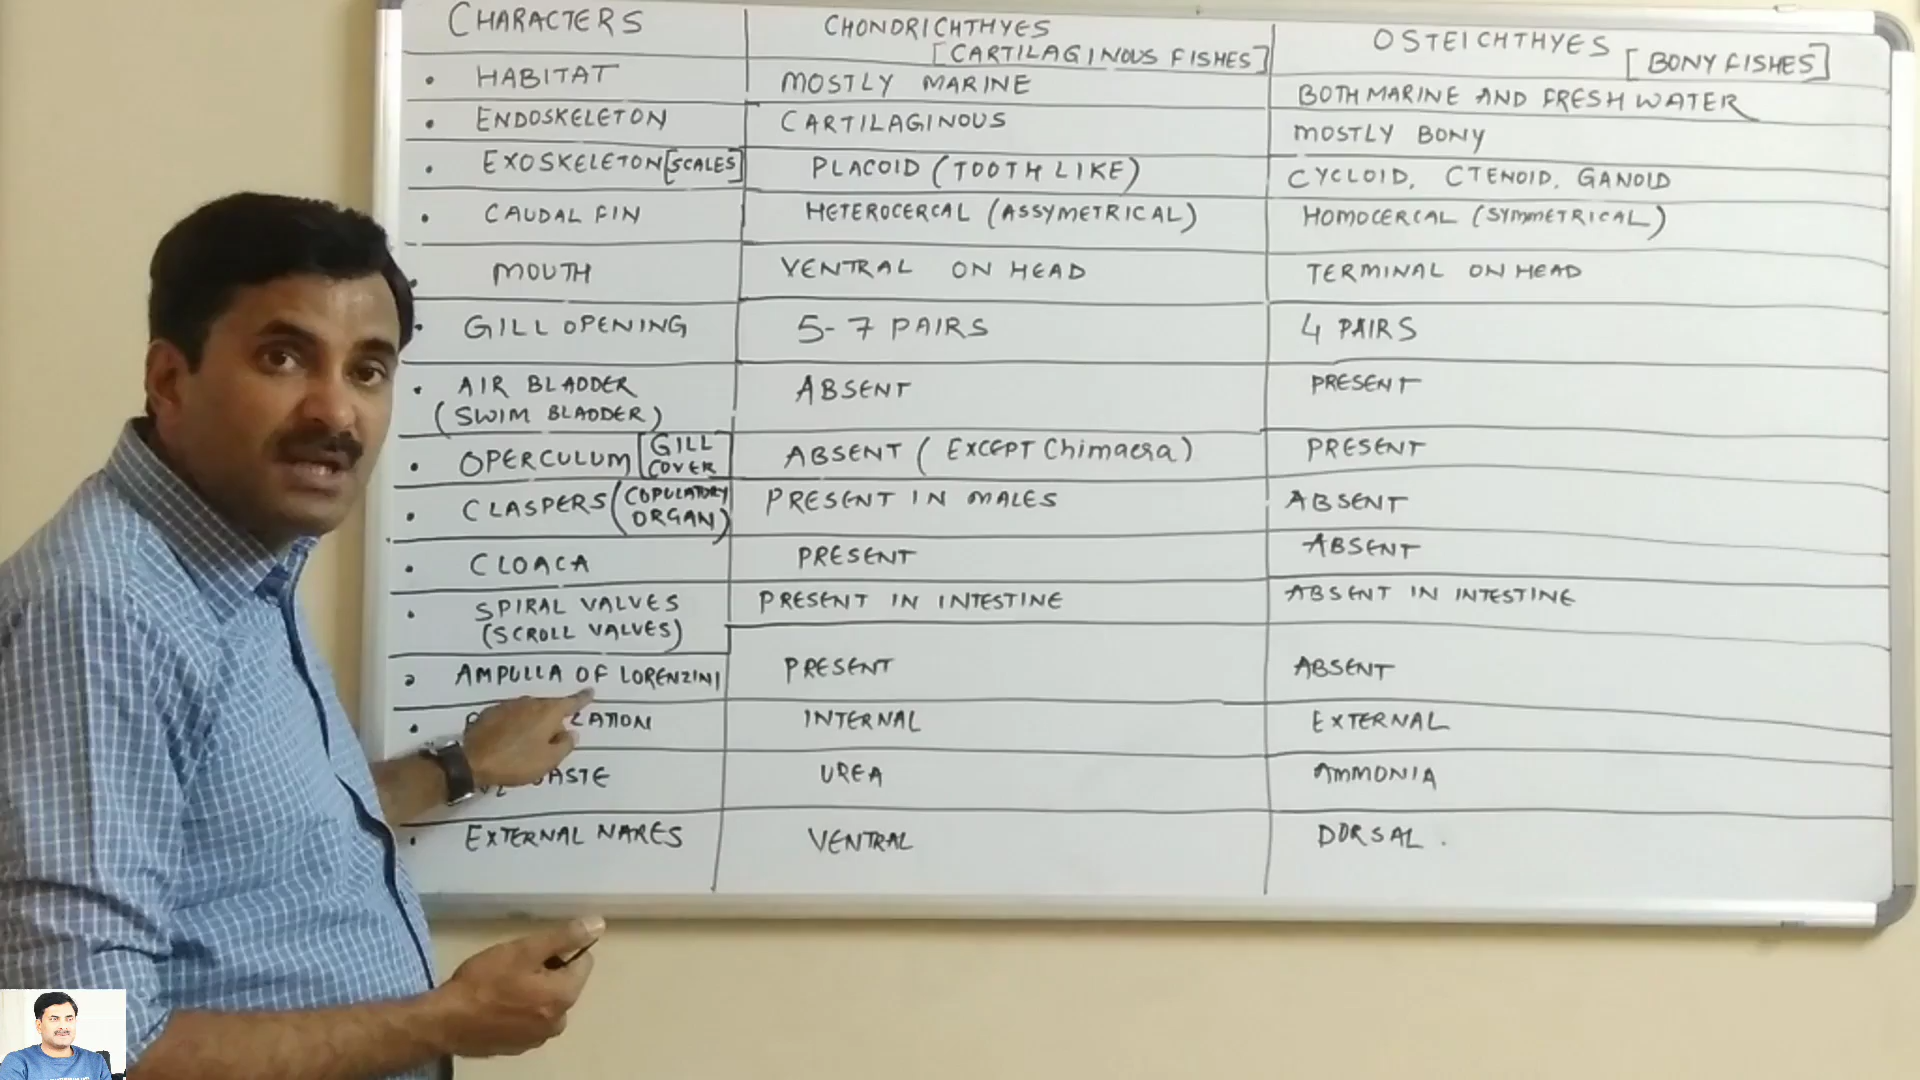 CHARACTERS
CHONDRICHTHYES
[CARTILAGINOUS FISHES]
OSTEICHTHYES
[BONY FISHES]
• HABITAT
MOSTLY MARINE
BOTH MARINE AND FRESH WATER
• ENDOSKELETON
CARTILAGINOUS
MOSTLY BONY
• EXOSKELETON [SCALES]
PLACOID (TOOTH LIKE)
CYCLOID, CTENOID, GANOID
• CAUDAL FIN
HETEROCERCAL (ASSYMETRICAL)
HOMOCERCAL (SYMMETRICAL)
• MOUTH
VENTRAL ON HEAD
TERMINAL ON HEAD
• GILL OPENING
5-7 PAIRS
4 PAIRS
• AIR BLADDER
(SWIM BLADDER)
ABSENT
PRESENT
• OPERCULUM [GILL
COVER
ABSENT (EXCEPT Chimaera)
PRESENT
• CLASPERS (COPULATORY
ORGAN)
PRESENT IN MALES
ABSENT
• CLOACA
PRESENT
ABSENT
• SPIRAL VALVES
(SCROLL VALVES)
PRESENT IN INTESTINE
ABSENT IN INTESTINE
• AMPULLA OF LORENZINI
PRESENT
ABSENT
•
INTERNAL
EXTERNAL
UREA
AMMONIA
• EXTERNAL NARES
VENTRAL
DORSAL.